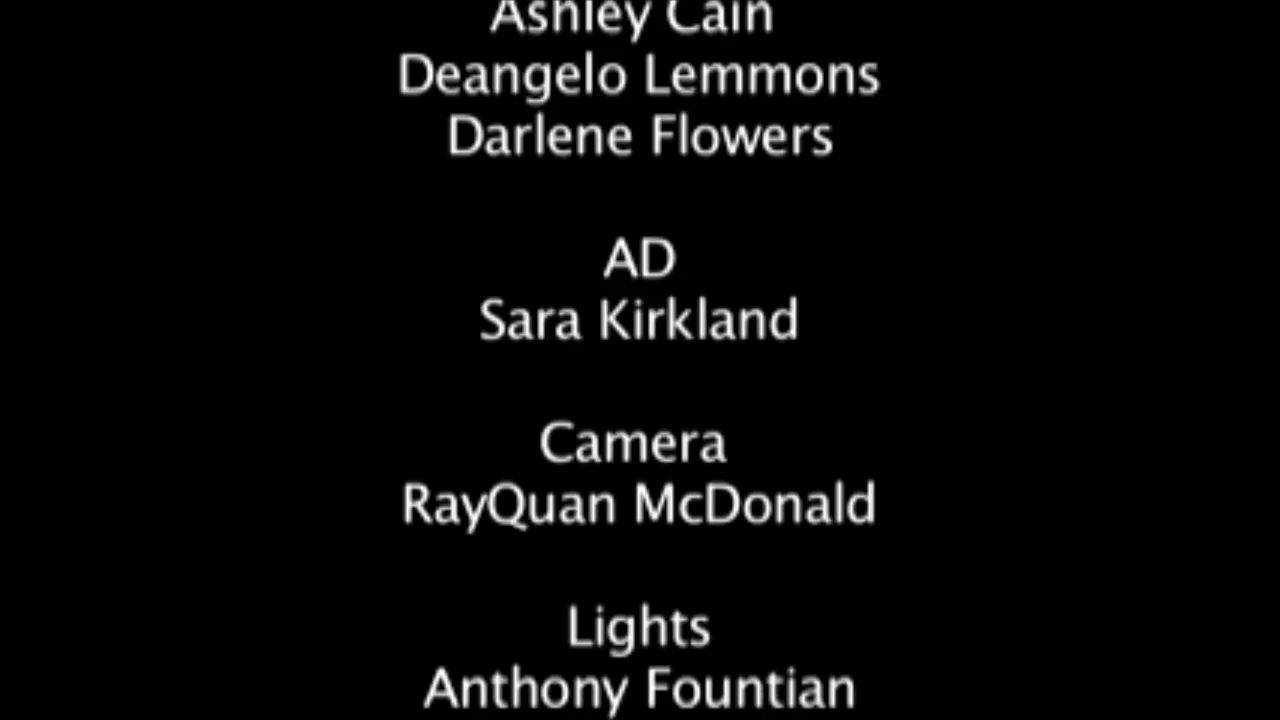 Ashley Cain
Deangelo Lemmons
Darlene Flowers
AD
Sara Kirkland
Camera
RayQuan McDonald
Lights
Anthony Fountian